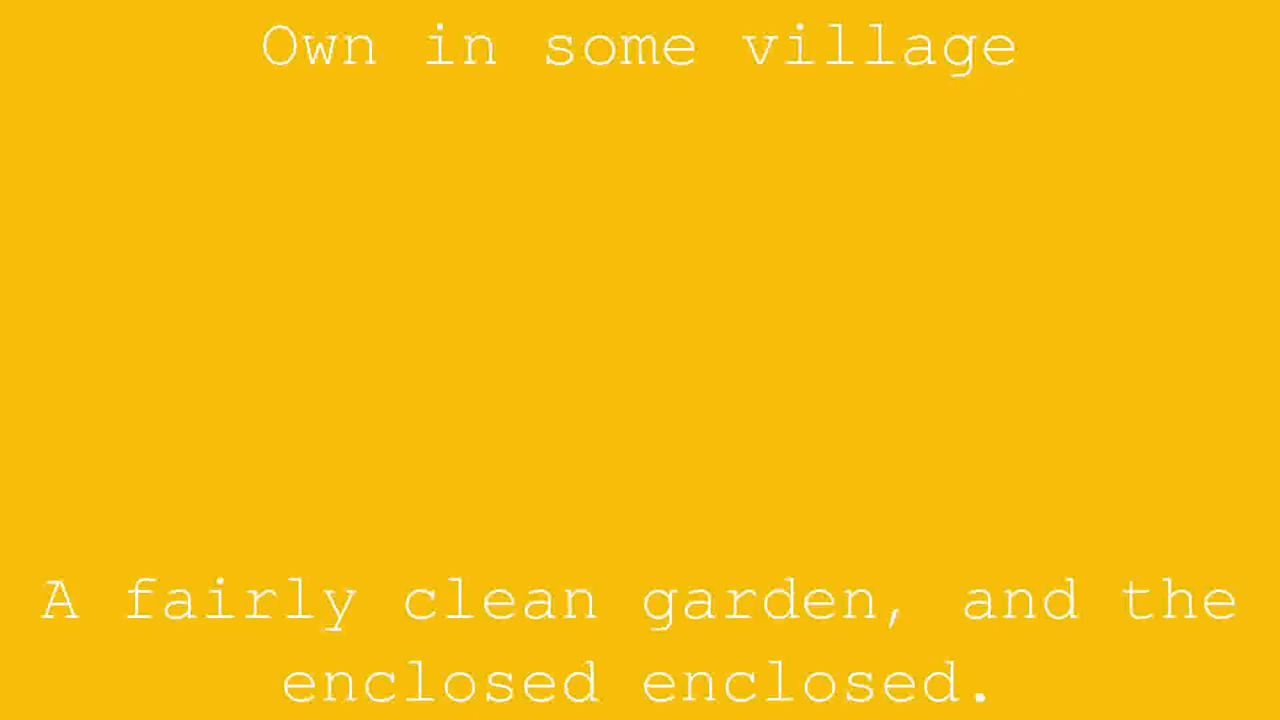 Own in some village
A fairly clean garden, and the
enclosed enclosed.